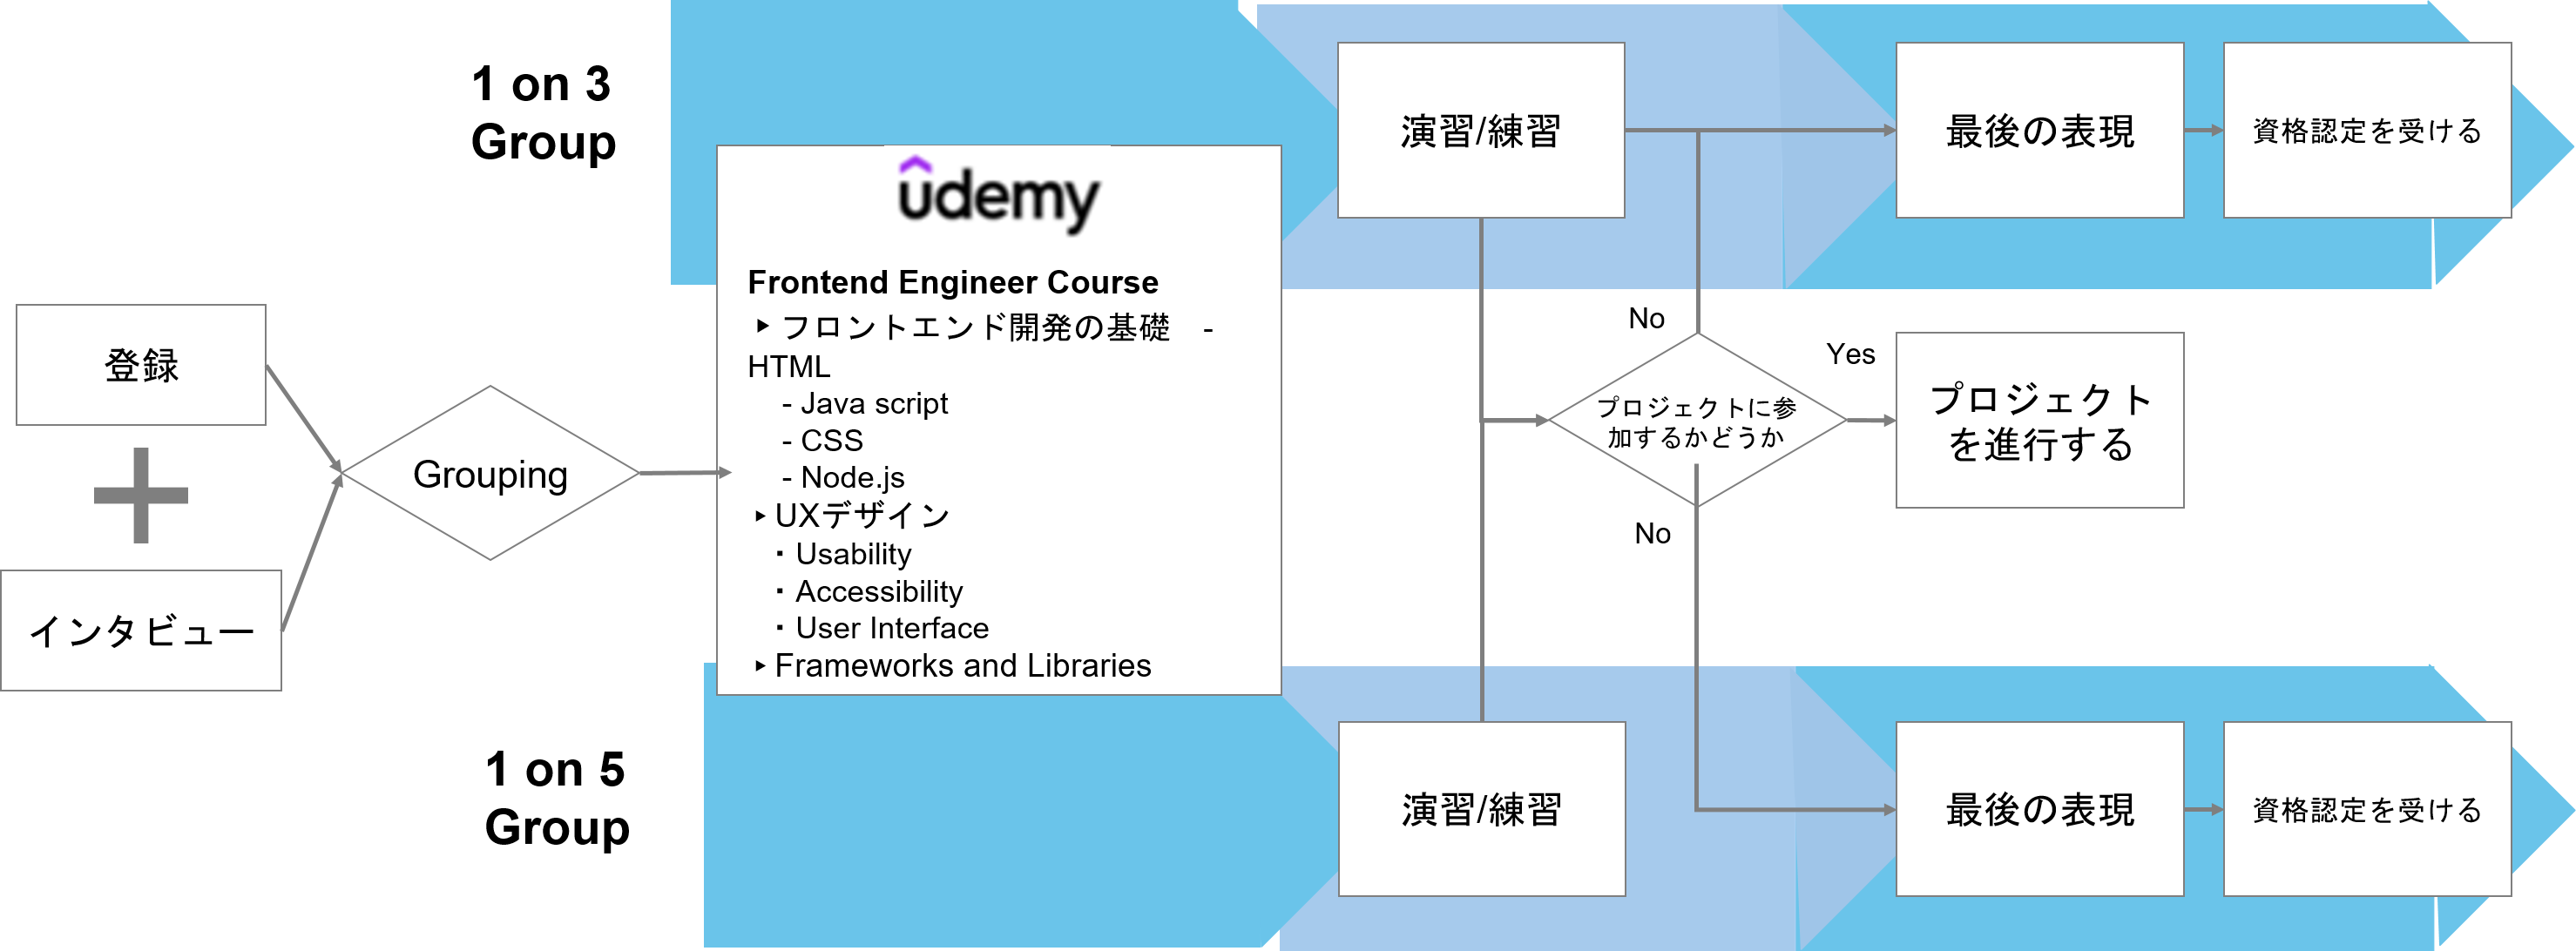 1 on 3
Group
登録
インタビュー
Grouping
udemy
Frontend Engineer Course
‣フロントエンド開発の基礎　-
HTML
- Java script
- CSS
- Node.js
‣UXデザイン
・Usability
・Accessibility
・User Interface
‣Frameworks and Libraries
演習/練習
最後の表現
資格認定を受ける
No
Yes
プロジェクトに参
加するかどうか
プロジェクト
を進行する
No
1 on 5
Group
演習/練習
最後の表現
資格認定を受ける